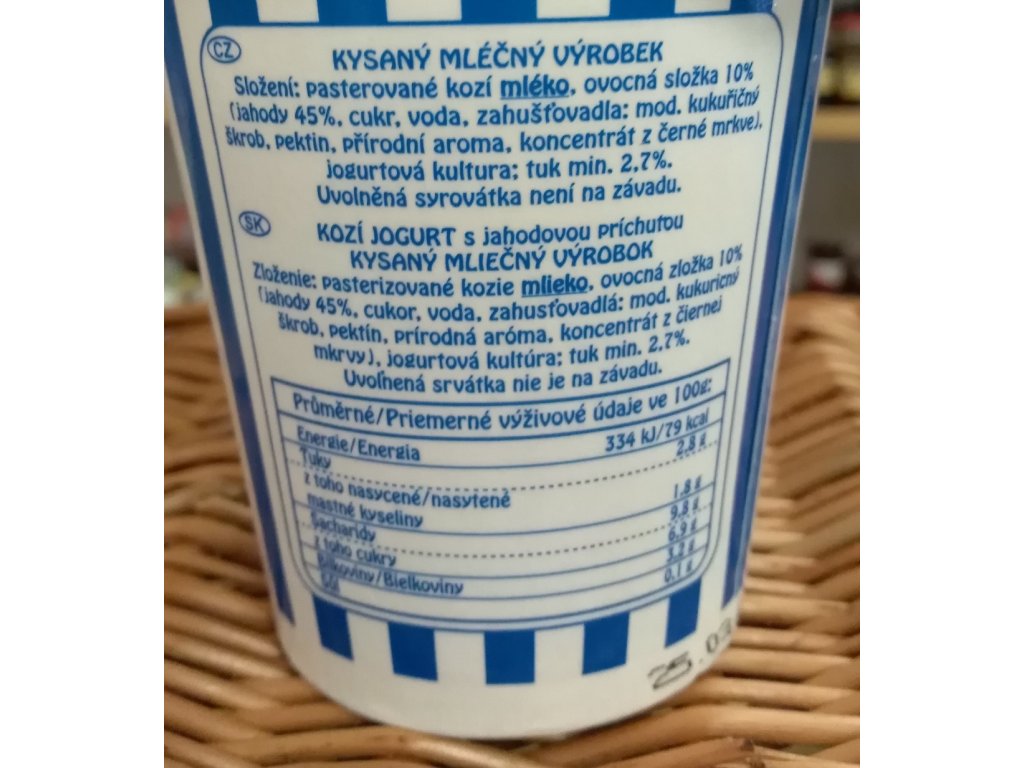 CZ
KYSANÝ MLÉČNÝ VÝROBEK
Složení: pasterované kozí mléko, ovocná složka 10%
(jahody 45%, cukr, voda, zahušťovadla: mod. kukuřičný
škrob, pektin, přírodní aroma, koncentrát z černé mrkve),
jogurtová kultura; tuk min. 2,7%.
Uvolněná syrovátka není na závadu.
SK
KOZÍ JOGURT s jahodovou príchuťou
KYSANÝ MLIEČNÝ VÝROBOK
Zloženie: pasterizované kozie mlieko, ovocná zložka 10%
(jahody 45%, cukor, voda, zahusťovadlá: mod. kukuricný
škrob, pektín, prírodná aróma, koncentrát z čiernej
mkrvy), jogurtová kultúra; tuk min. 2,7%.
Uvoľnená srvátka nie je na závadu.
Průměrné/Priemerné výživové údaje ve 100g:
Energie/Energia 334 kJ/79 kcal
Tuky 2,8 g
z toho nasycené/nasytené
mastné kyseliny 1,8 g
Sacharidy 9,8 g
z toho cukry 6,9 g
Bílkoviny/Bielkoviny 3,2 g
Sůl 0,1 g
25.03.